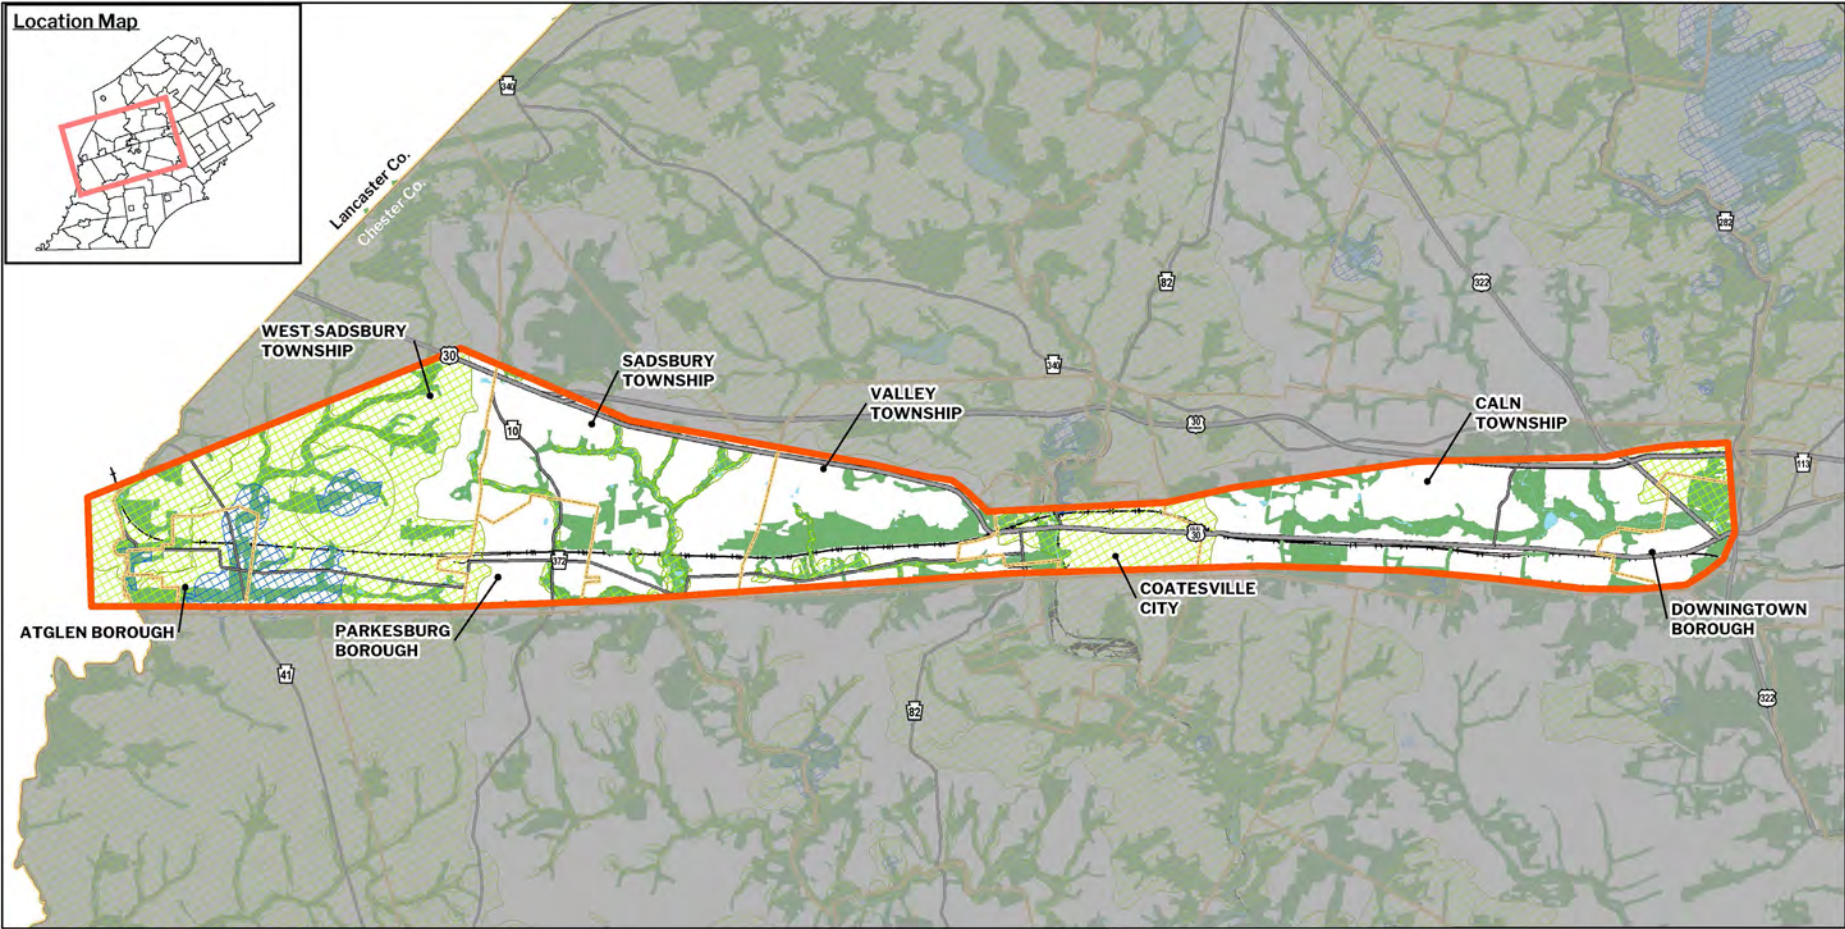 Location Map
340
Lancaster Co.
Chester Co.
282
82
322
WEST SADSBURY
TOWNSHIP
30
SADSBURY
TOWNSHIP
340
VALLEY
TOWNSHIP
CALN
TOWNSHIP
10
30
113
30
372
COATESVILLE
CITY
ATGLEN BOROUGH
PARKESBURG
BOROUGH
DOWNINGTOWN
BOROUGH
41
82
322